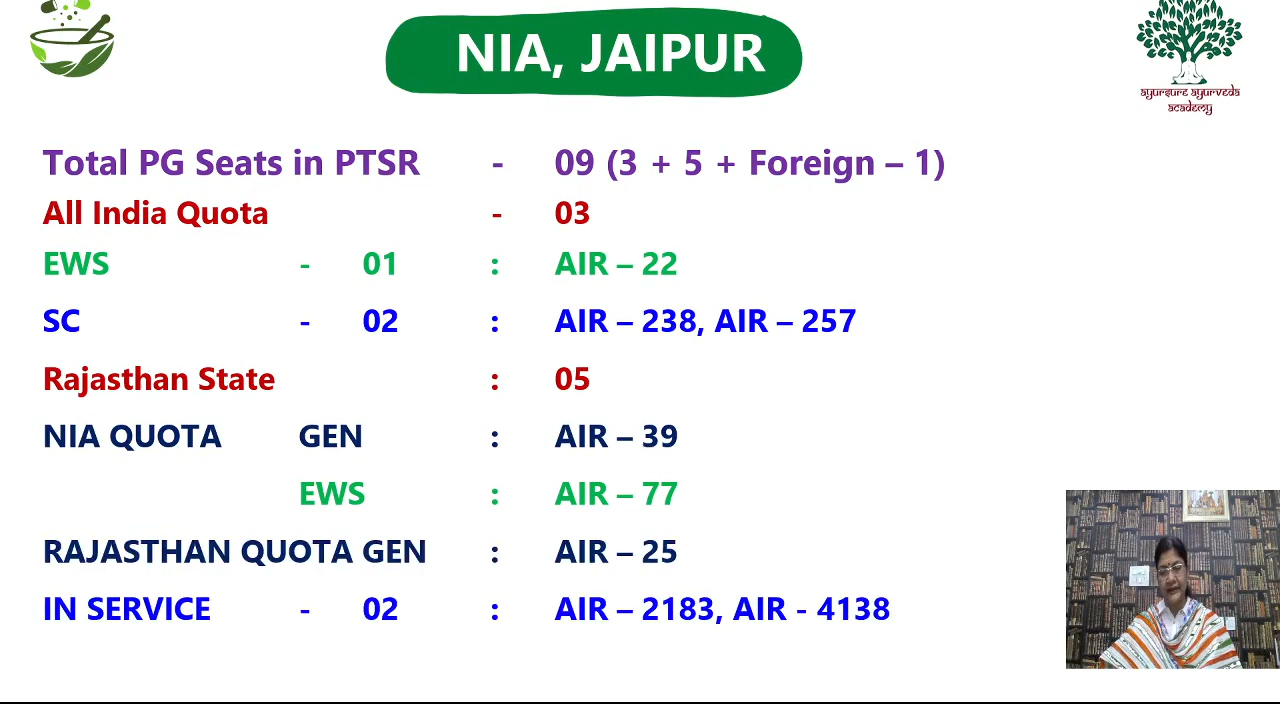 NIA, JAIPUR
ayursure ayurveda
academy
Total PG Seats in PTSR - 09 (3 + 5 + Foreign – 1)
All India Quota - 03
EWS - 01 : AIR – 22
SC - 02 : AIR – 238, AIR – 257
Rajasthan State : 05
NIA QUOTA GEN : AIR – 39
EWS : AIR – 77
RAJASTHAN QUOTA GEN : AIR – 25
IN SERVICE - 02 : AIR – 2183, AIR - 4138